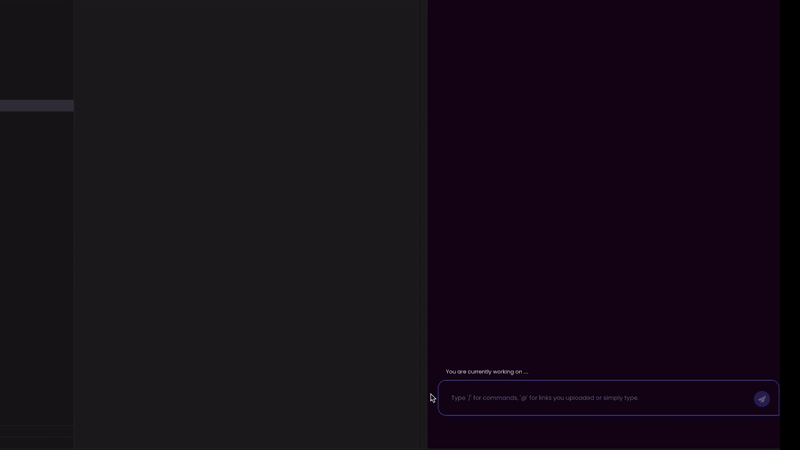 You are currently working on ...
Type '/' for commands, '@' for links you uploaded or simply type.